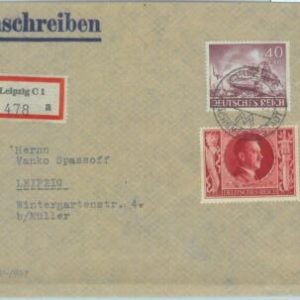 nschreiben
Leipzig C 1
478 a
40
DEUTSCHES REICH
Herrn
Vanko Spassoff
LEIPZIG
Wintergartenstr. 4.
b/Müller